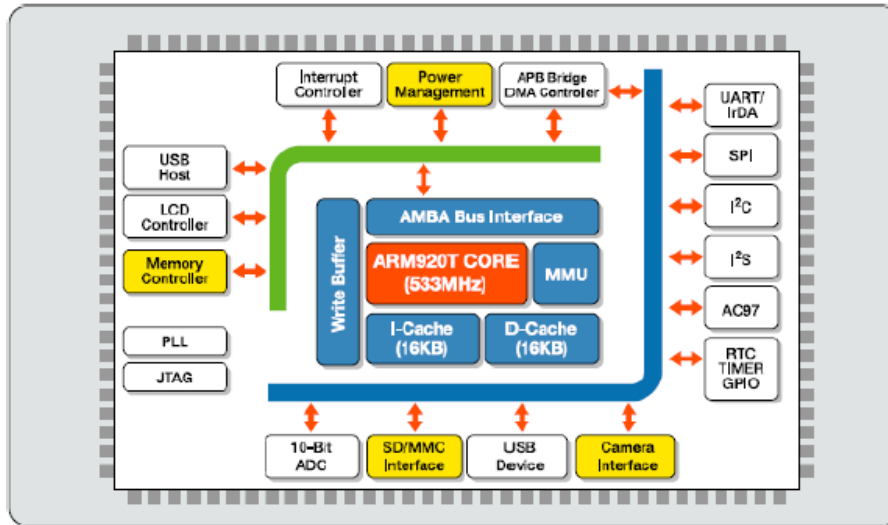 Interrupt
Controller
Power
Management
APB Bridge
DMA Controller
UART/
IrDA
USB
Host
SPI
LCD
Controller
I²C
Memory
Controller
I²S
Write Buffer
AMBA Bus Interface
ARM920T CORE
(533MHz)
MMU
I-Cache
(16KB)
D-Cache
(16KB)
AC97
PLL
JTAG
RTC
TIMER
GPIO
10-Bit
ADC
SD/MMC
Interface
USB
Device
Camera
Interface